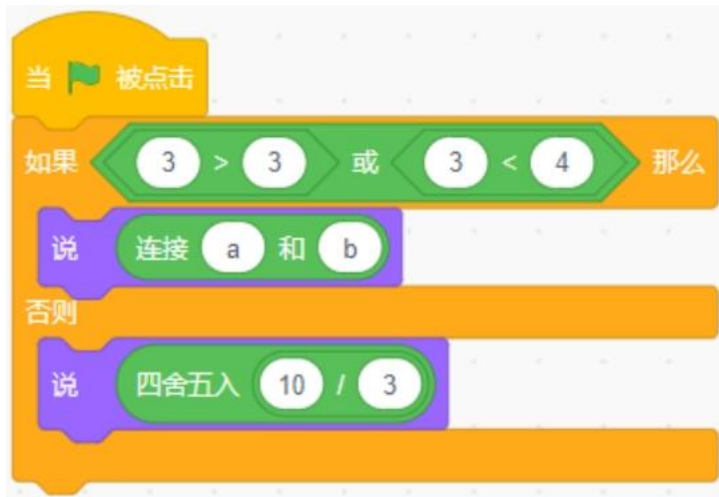 当 被点击
如果 3 > 3 或 3 < 4 那么
说 连接 a 和 b
否则
说 四舍五入 10 / 3